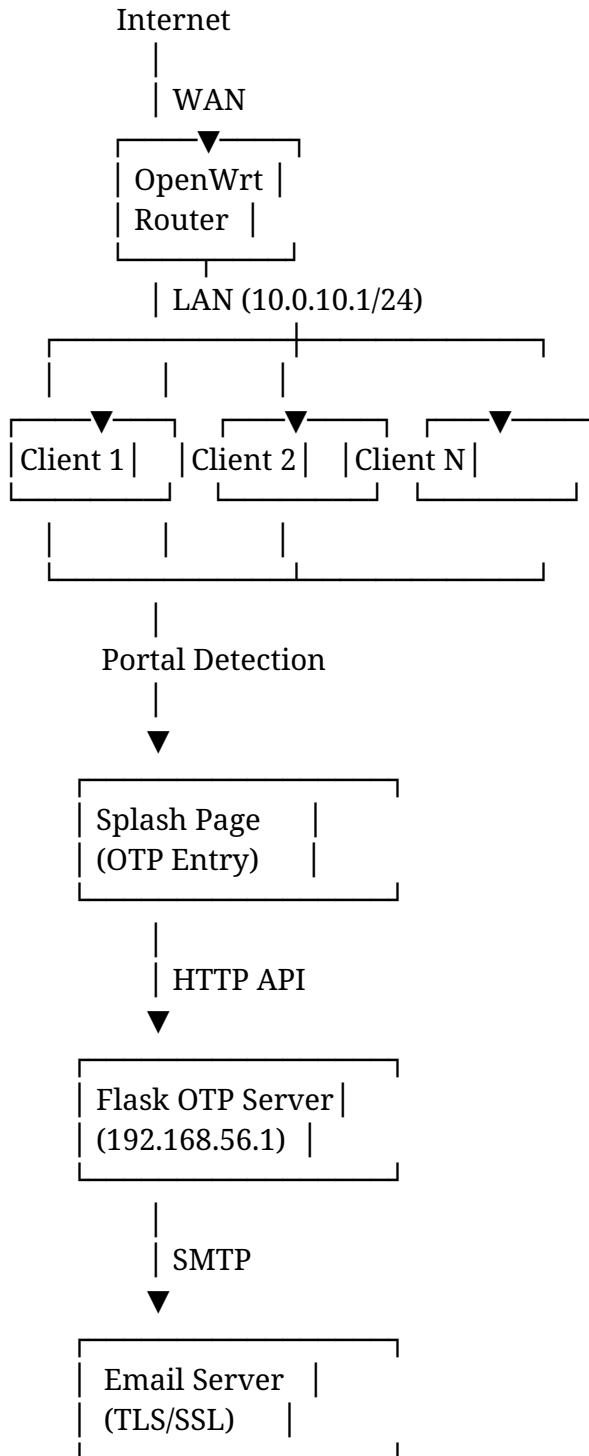 Internet
WAN
OpenWrt
Router
LAN (10.0.10.1/24)
Client 1 Client 2 Client N
Portal Detection
Splash Page
(OTP Entry)
HTTP API
Flask OTP Server
(192.168.56.1)
SMTP
Email Server
(TLS/SSL)